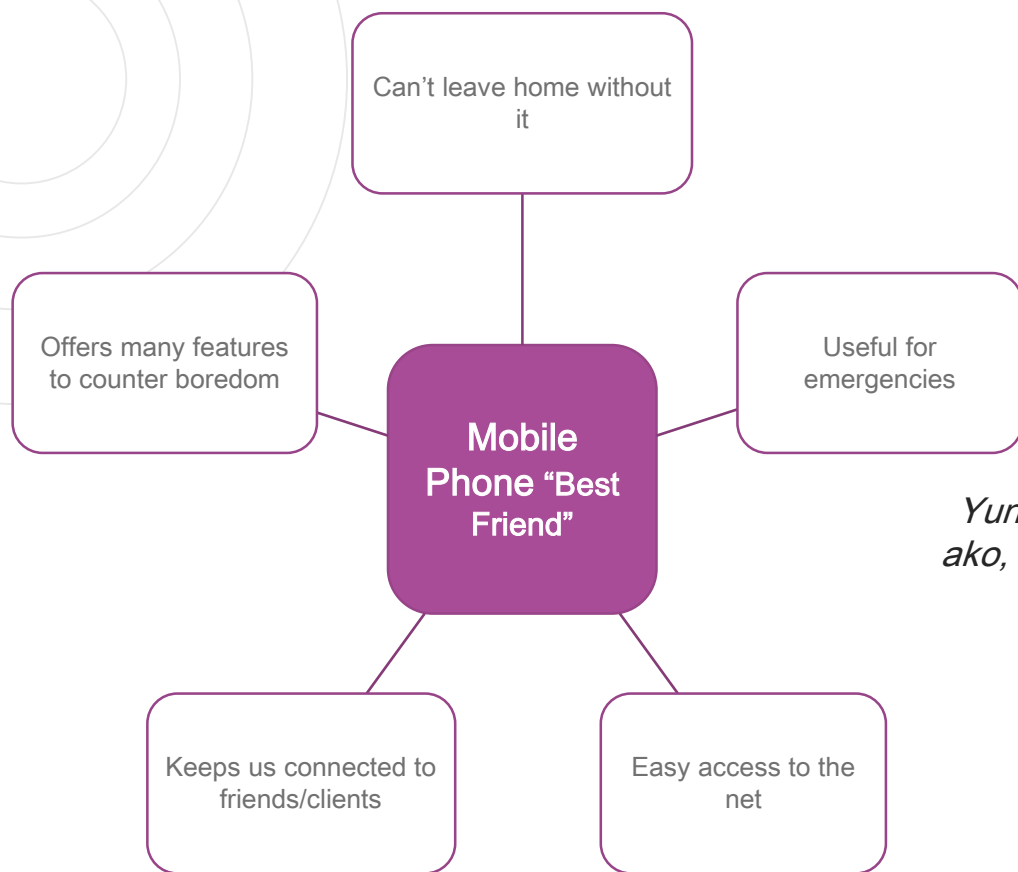 Can’t leave home without
it
Offers many features
to counter boredom
Useful for
emergencies
Mobile
Phone “Best
Friend”
ako,
Keeps us connected to
friends/clients
Easy access to the
net